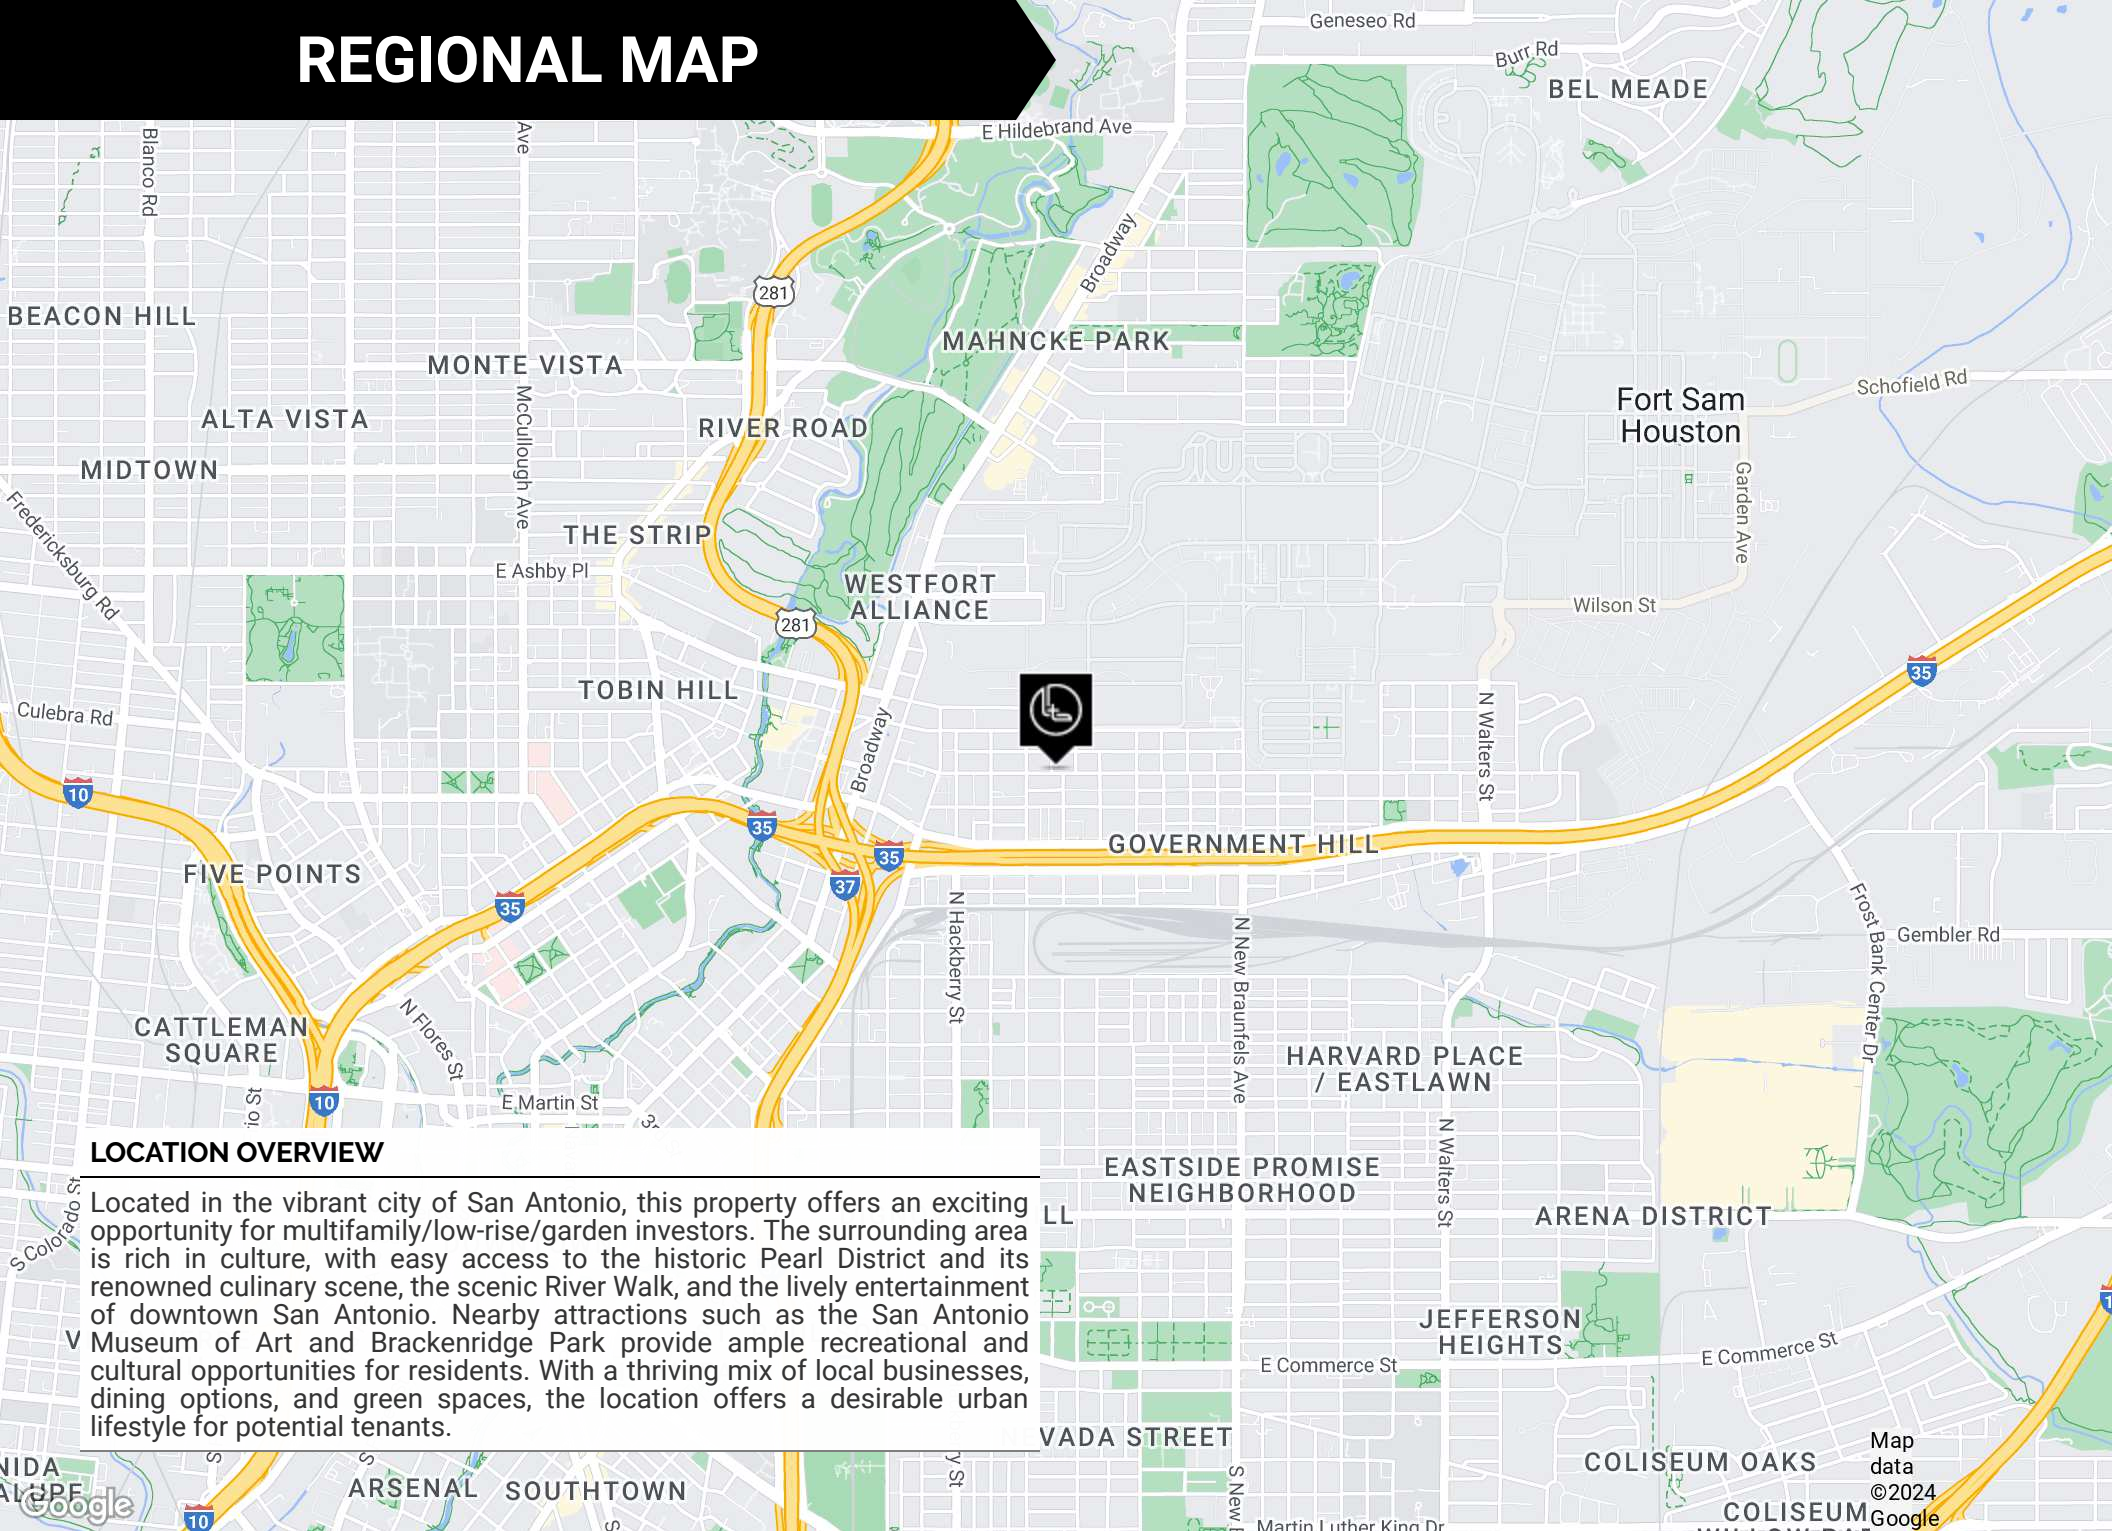 REGIONAL MAP
Geneseo Rd
Burr Rd
BEL MEADE
E Hildebrand Ave
Blanco Rd
Ave
Broadway
281
BEACON HILL
MAHNCKE PARK
MONTE VISTA
Schofield Rd
Fort Sam
Houston
ALTA VISTA
RIVER ROAD
McCullough Ave
MIDTOWN
Garden Ave
Fredericksburg Rd
THE STRIP
E Ashby Pl
WESTFORT
ALLIANCE
Wilson St
281
35
TOBIN HILL
Culebra Rd
N Walters St
Broadway
10
35
GOVERNMENT HILL
35
37
FIVE POINTS
35
N Hackberry St
N New Braunfels Ave
Frost Bank Center Dr
Gembler Rd
CATTLEMAN
SQUARE
N Flores St
HARVARD PLACE
/ EASTLAWN
10
E Martin St
N Walters St
EASTSIDE PROMISE
NEIGHBORHOOD
LL
ARENA DISTRICT
S Colorado St
LOCATION OVERVIEW
Located in the vibrant city of San Antonio, this property offers an exciting
opportunity for multifamily/low-rise/garden investors. The surrounding area
is rich in culture, with easy access to the historic Pearl District and its
renowned culinary scene, the scenic River Walk, and the lively entertainment
of downtown San Antonio. Nearby attractions such as the San Antonio
Museum of Art and Brackenridge Park provide ample recreational and
cultural opportunities for residents. With a thriving mix of local businesses,
dining options, and green spaces, the location offers a desirable urban
lifestyle for potential tenants.
JEFFERSON
HEIGHTS
E Commerce St
E Commerce St
VADA STREET
COLISEUM OAKS
ARSENAL
SOUTHTOWN
10
Google
COLISEUM
Martin Luther King Dr
S New
Map
data
©2024
Google